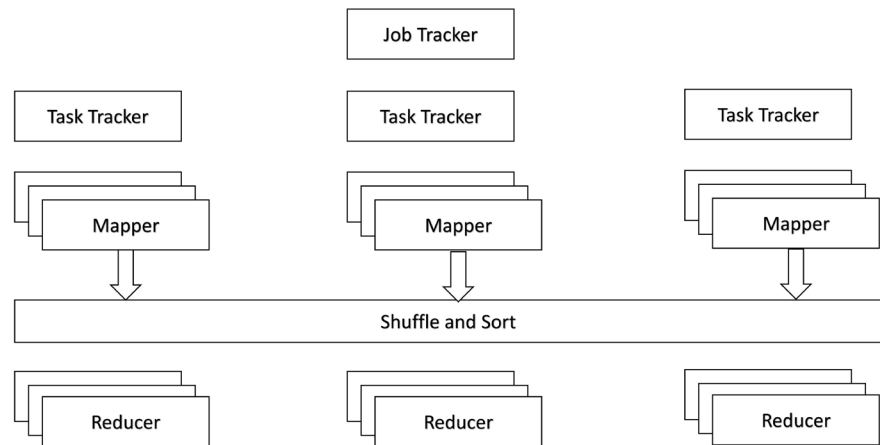 Job Tracker
Task Tracker
Task Tracker
Task Tracker
Mapper
Mapper
Mapper
Shuffle and Sort
Reducer
Reducer
Reducer